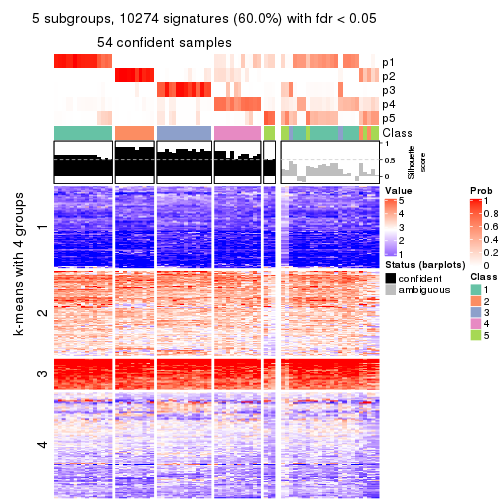 5 subgroups, 10274 signatures (60.0%) with fdr < 0.05
54 confident samples
p1
p2
p3
p4
p5
Class
1
0.5
0
Silhouette
score
k-means with 4 groups
1
2
3
4
Value
5
4
3
2
1
Status (barplots)
confident
ambiguous
Prob
1
0.8
0.6
0.4
0.2
0
Class
1
2
3
4
5